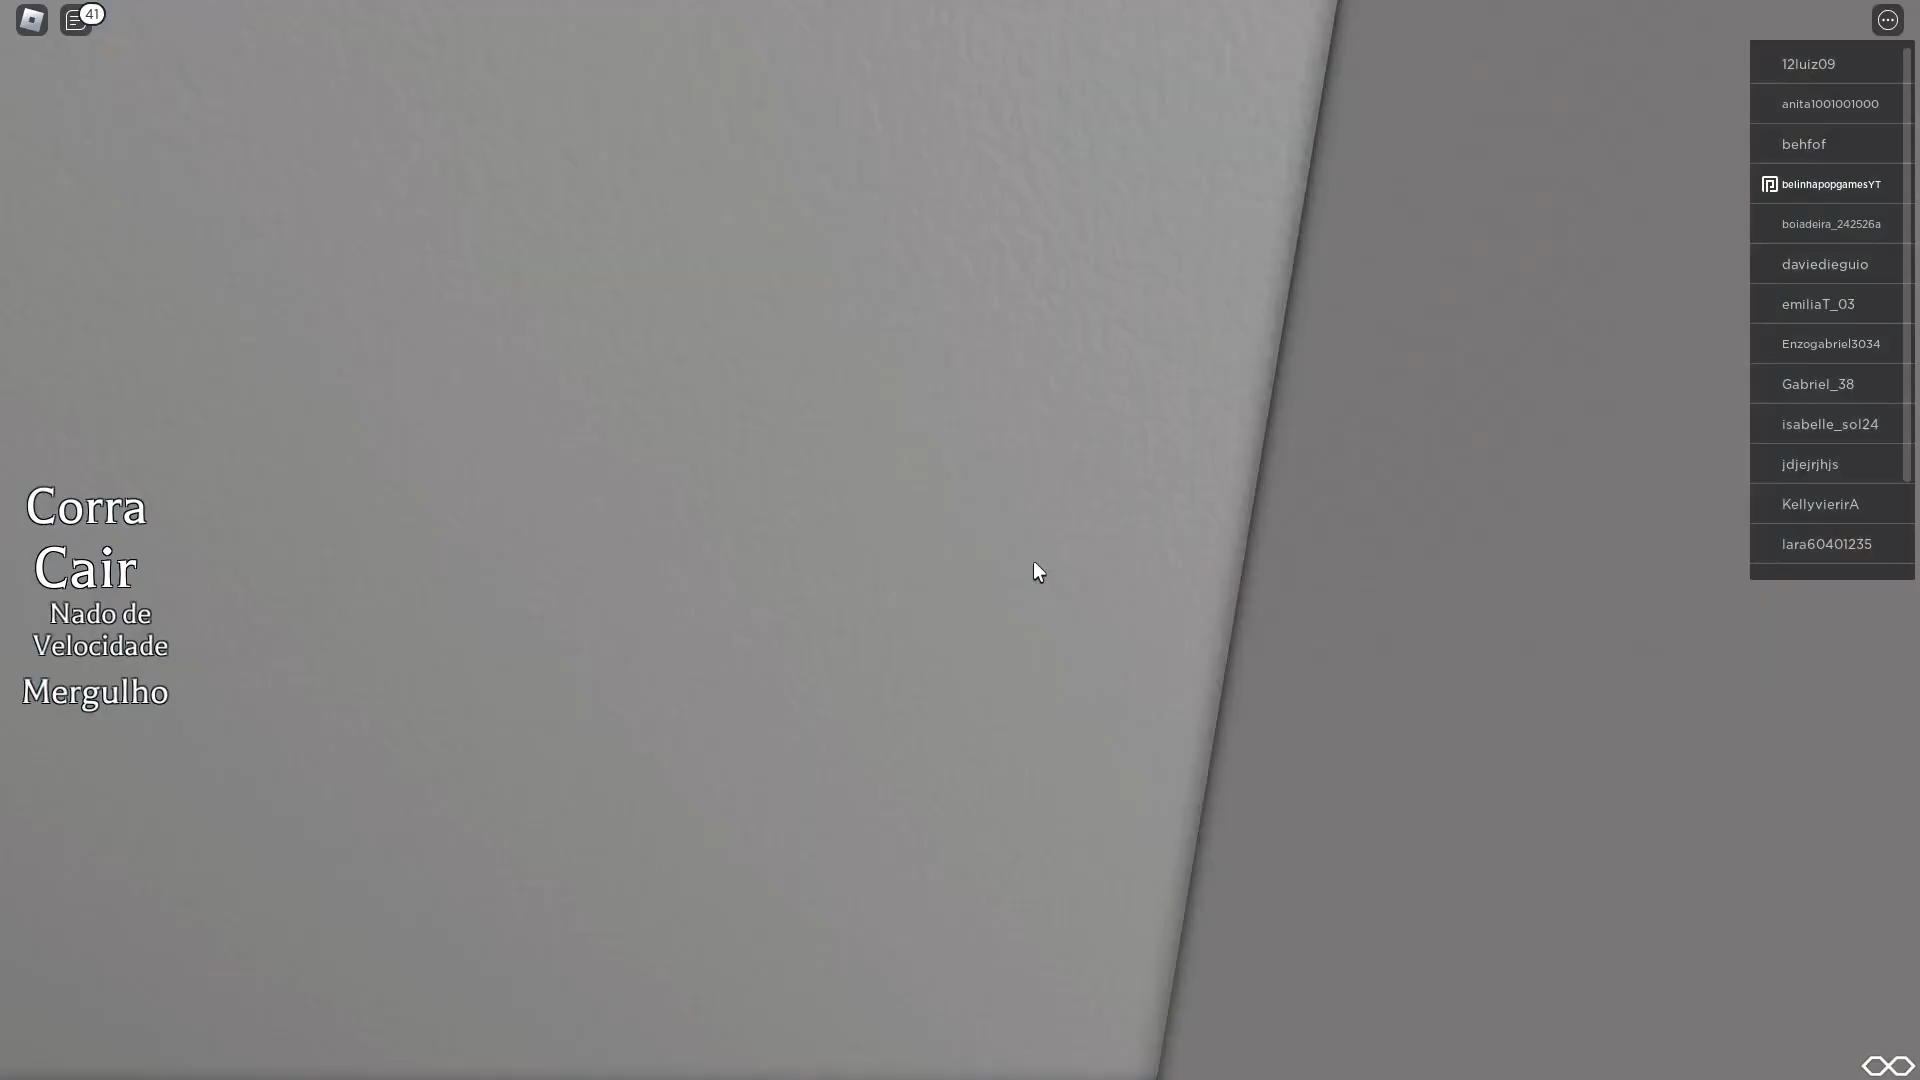 41
12luiz09
anita1001001000
behfof
belinhapopgamesYT
boiadeira_242526a
daviedieguio
emiliaT_03
Enzogabriel3034
Gabriel_38
isabelle_sol24
jdjejrjhjs
KellyvierirA
lara60401235
Corra
Cair
Nado de
Velocidade
Mergulho